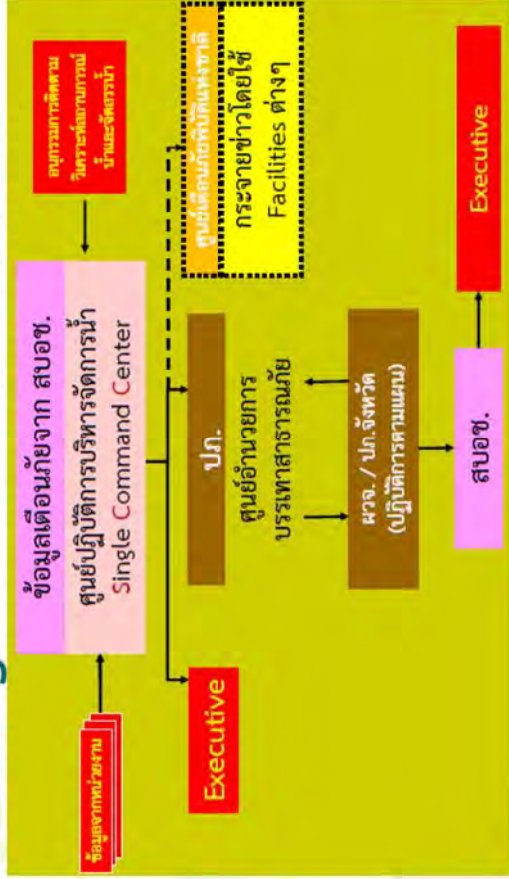 ข้อมูลเตือนภัยจาก สบอช.
ศูนย์ปฏิบัติการบริหารจัดการน้ำ
Single Command Center
ข้อมูลจากหน่วยงาน
อนุกรรมการติดตาม
วิเคราะห์สถานการณ์
น้ำและจัดสรรน้ำ
Executive
ปภ.
ศูนย์อำนวยการ
บรรเทาสาธารณภัย
ศูนย์เตือนภัยพิบัติแห่งชาติ
กระจายข่าวโดยใช้
Facilities ต่างๆ
ผวจ. / ปภ.จังหวัด
(ปฏิบัติการตามแผน)
สบอช.
Executive